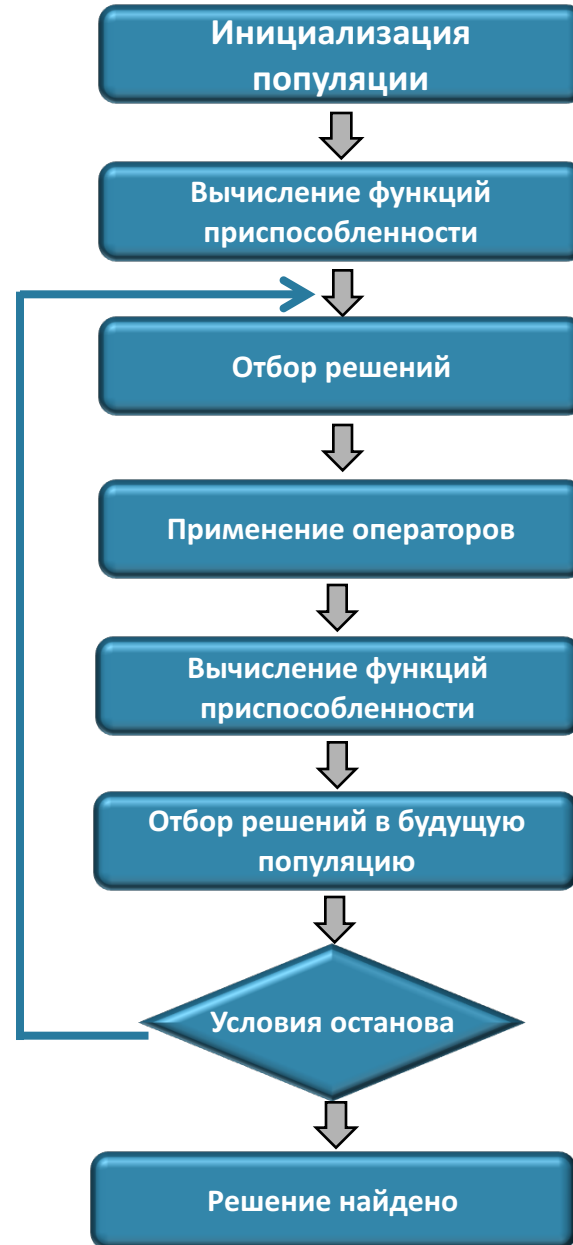 Инициализация
популяции
Вычисление функций
приспособленности
Отбор решений
Применение операторов
Вычисление функций
приспособленности
Отбор решений в будущую
популяцию
Условия останова
Решение найдено